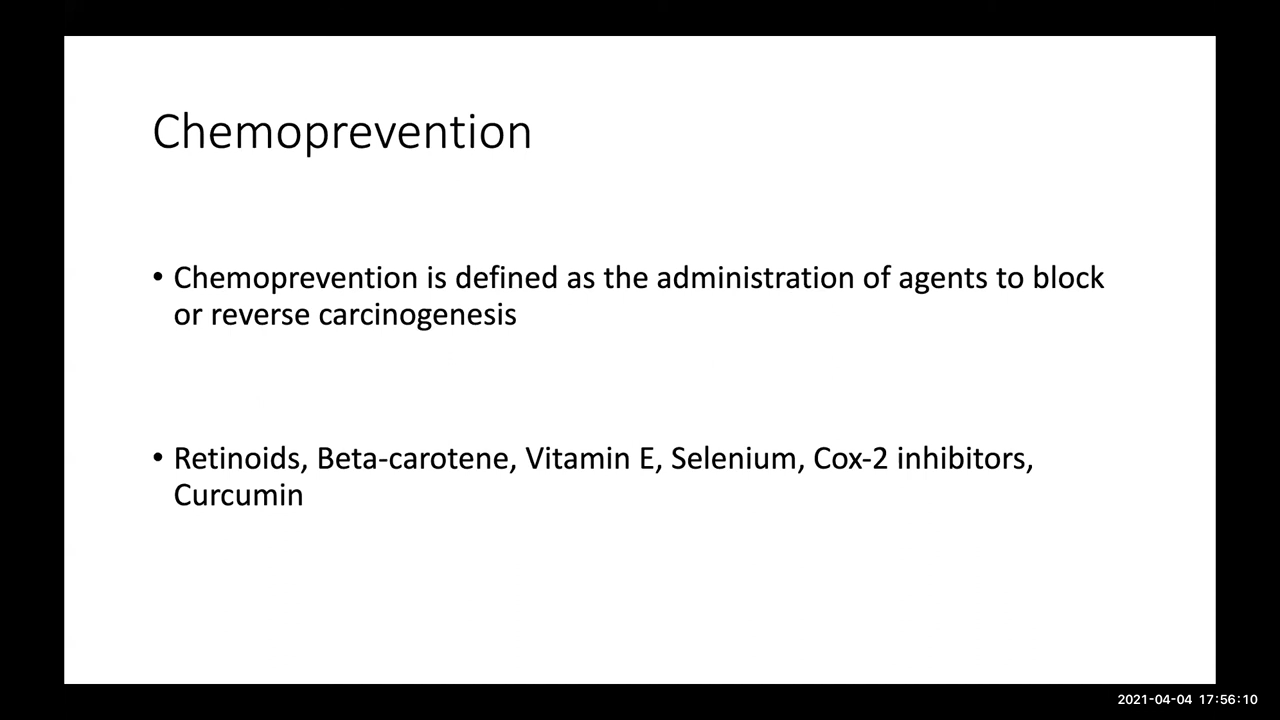 Chemoprevention
• Chemoprevention is defined as the administration of agents to block
or reverse carcinogenesis
• Retinoids, Beta-carotene, Vitamin E, Selenium, Cox-2 inhibitors,
Curcumin
2021-04-04 17:56:10